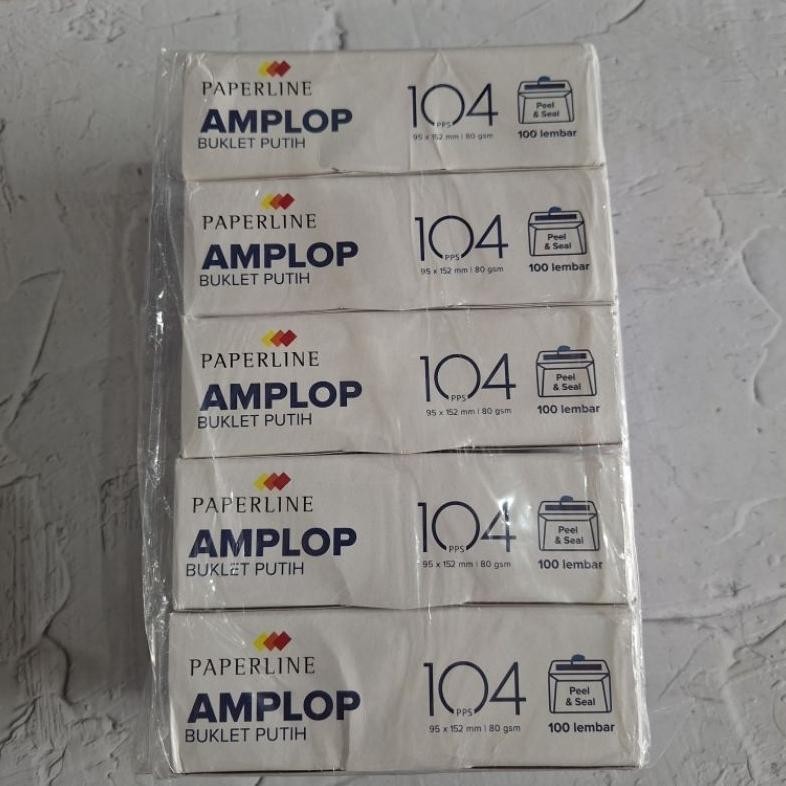 PAPERLINE
AMPLOP
BUKLET PUTIH
104
PPS
95 x 152 mm | 80 gsm
Peel
& Seal
100 lembar
PAPERLINE
AMPLOP
BUKLET PUTIH
104
PPS
95 x 152 mm | 80 gsm
Peel
& Seal
100 lembar
PAPERLINE
AMPLOP
BUKLET PUTIH
104
PPS
95 x 152 mm | 80 gsm
Peel
& Seal
100 lembar
PAPERLINE
AMPLOP
BUKLET PUTIH
104
PPS
95 x 152 mm | 80 gsm
Peel
& Seal
100 lembar
PAPERLINE
AMPLOP
BUKLET PUTIH
104
PPS
95 x 152 mm | 80 gsm
Peel
& Seal
100 lembar